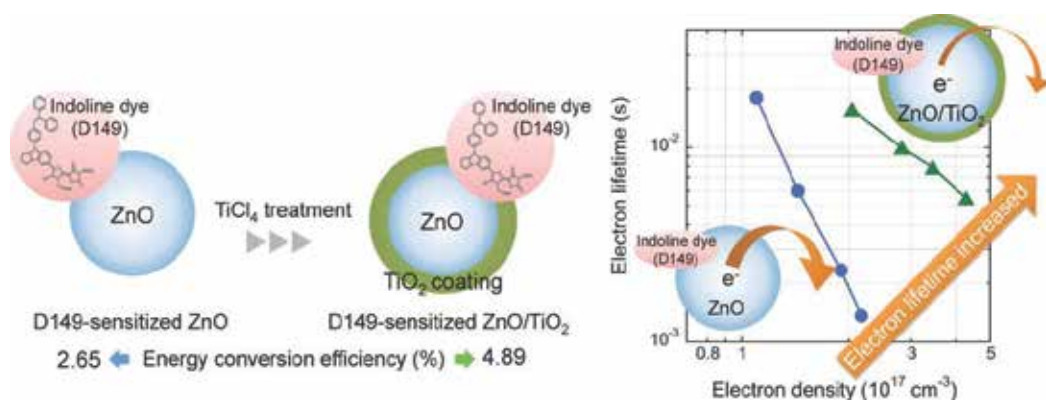 Indoline dye
(D149)
ZnO
TiCl4 treatment
Indoline dye
(D149)
ZnO
TiO2 coating
D149-sensitized ZnO
D149-sensitized ZnO/TiO2
2.65 Energy conversion efficiency (%) 4.89
Electron lifetime (s)
10-2
10-3
0.8
1
2
3
4
5
Electron density (1017 cm-3)
Indoline dye
(D149)
e-
ZnO/TiO2
Indoline dye
(D149)
e-
ZnO
Electron lifetime increased